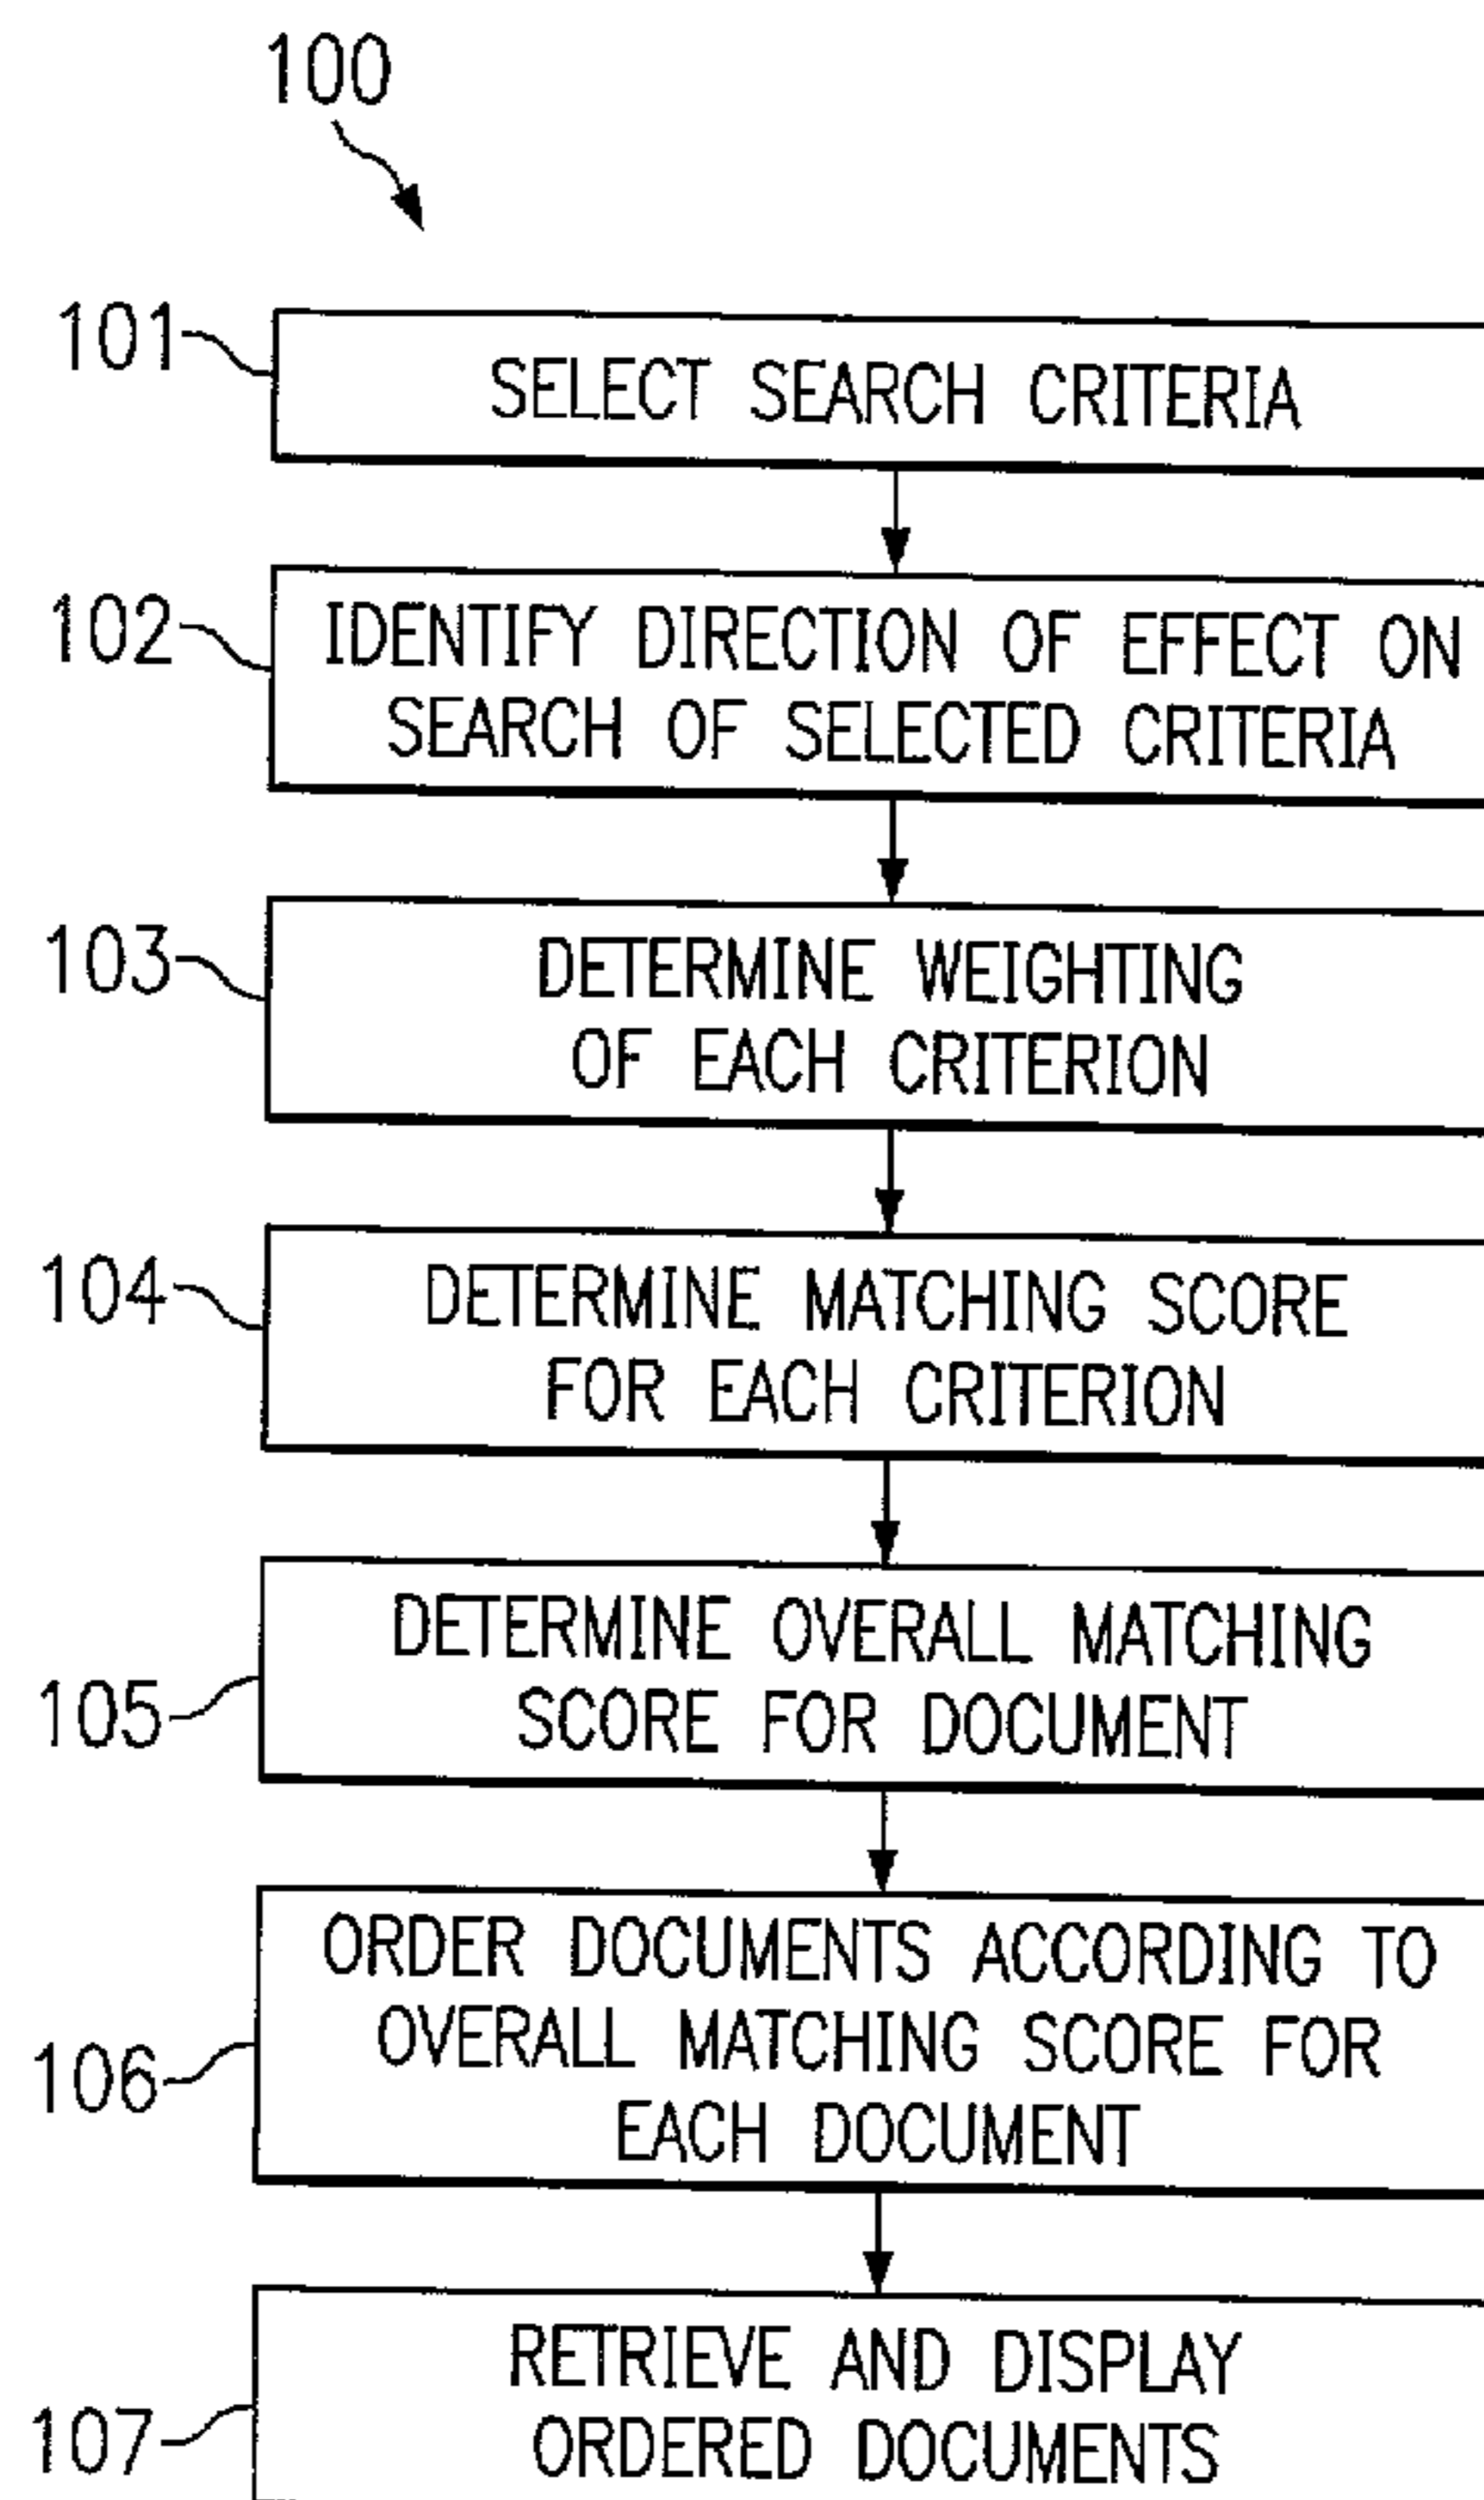 100
101
SELECT SEARCH CRITERIA
102
IDENTIFY DIRECTION OF EFFECT ON
SEARCH OF SELECTED CRITERIA
103
DETERMINE WEIGHTING
OF EACH CRITERION
104
DETERMINE MATCHING SCORE
FOR EACH CRITERION
105
DETERMINE OVERALL MATCHING
SCORE FOR DOCUMENT
106
ORDER DOCUMENTS ACCORDING TO
OVERALL MATCHING SCORE FOR
EACH DOCUMENT
107
RETRIEVE AND DISPLAY
ORDERED DOCUMENTS